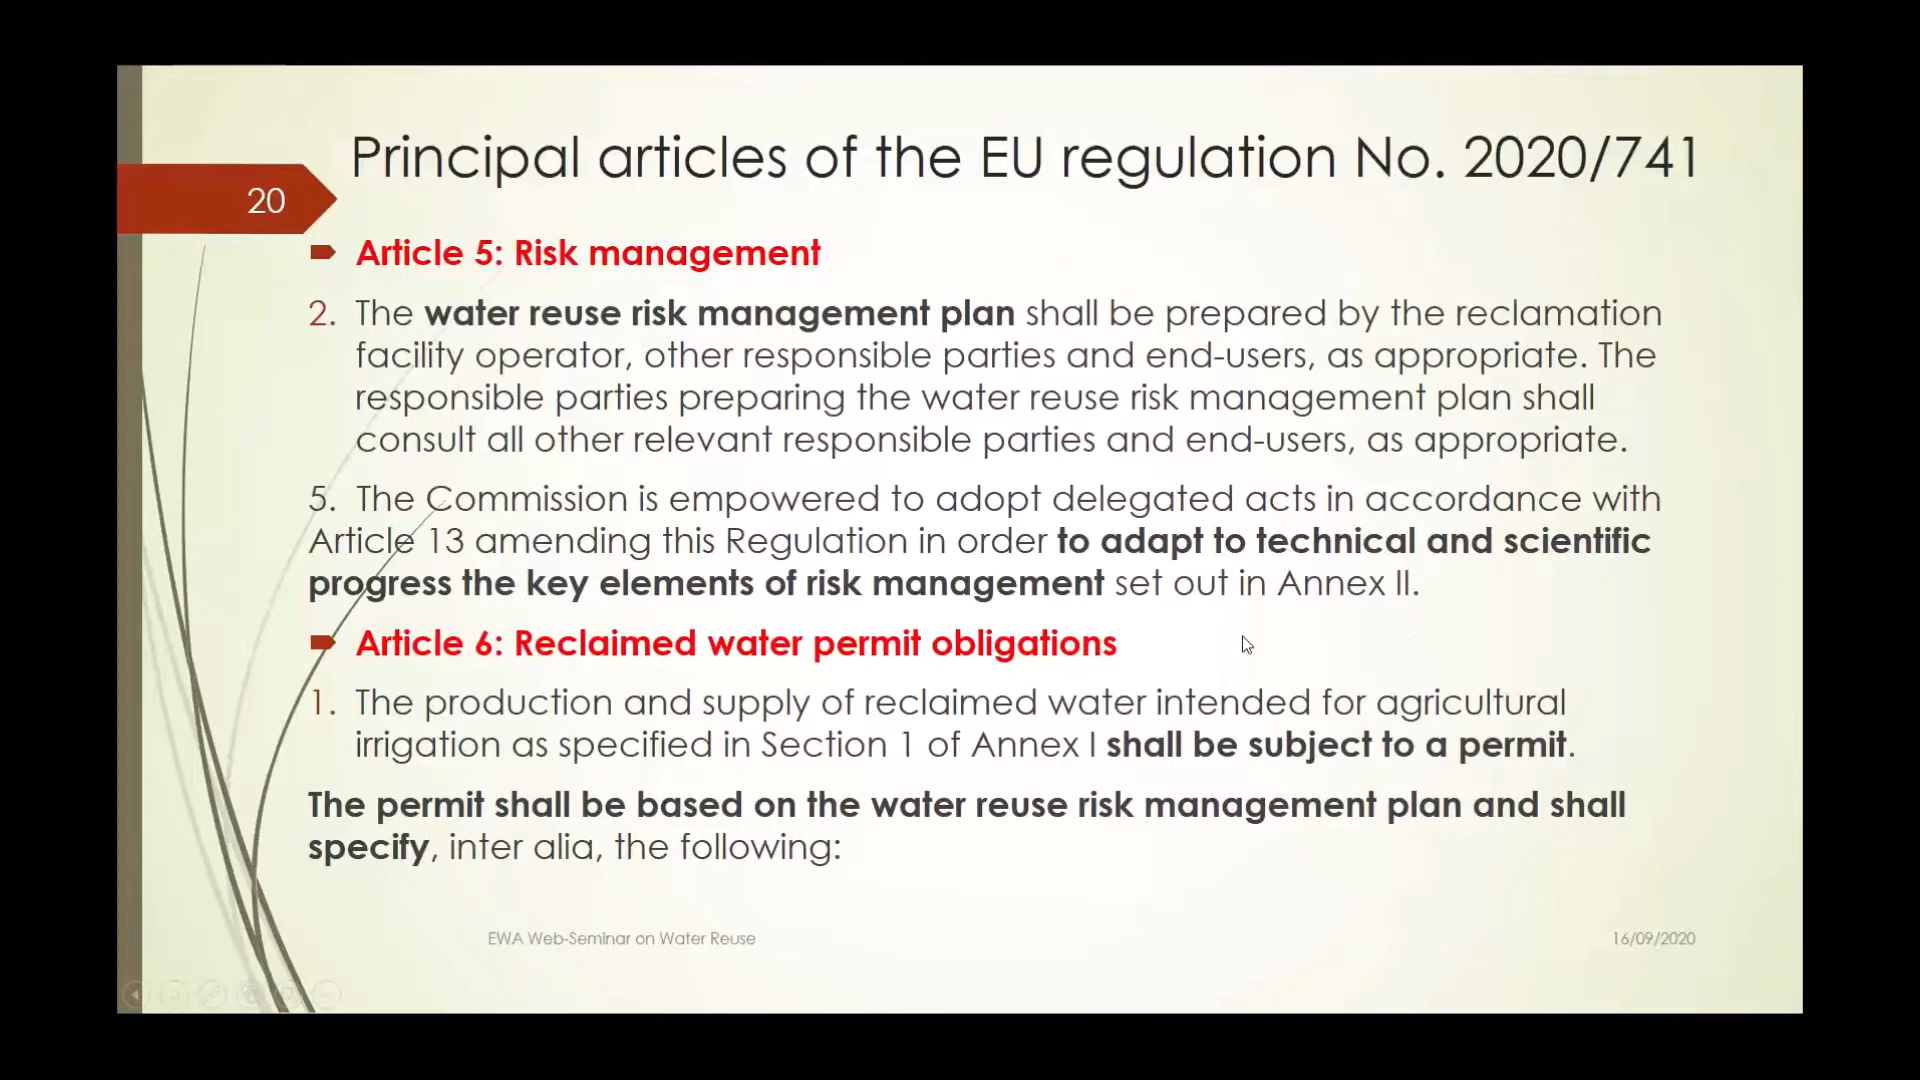 Principal articles of the EU regulation No. 2020/741
20
Article 5: Risk management
2. The water reuse risk management plan shall be prepared by the reclamation
facility operator, other responsible parties and end-users, as appropriate. The
responsible parties preparing the water reuse risk management plan shall
consult all other relevant responsible parties and end-users, as appropriate.
5. The Commission is empowered to adopt delegated acts in accordance with
Article 13 amending this Regulation in order to adapt to technical and scientific
progress the key elements of risk management set out in Annex II.
Article 6: Reclaimed water permit obligations
1. The production and supply of reclaimed water intended for agricultural
irrigation as specified in Section 1 of Annex I shall be subject to a permit.
The permit shall be based on the water reuse risk management plan and shall
specify, inter alia, the following:
EWA Web-Seminar on Water Reuse
16/09/2020